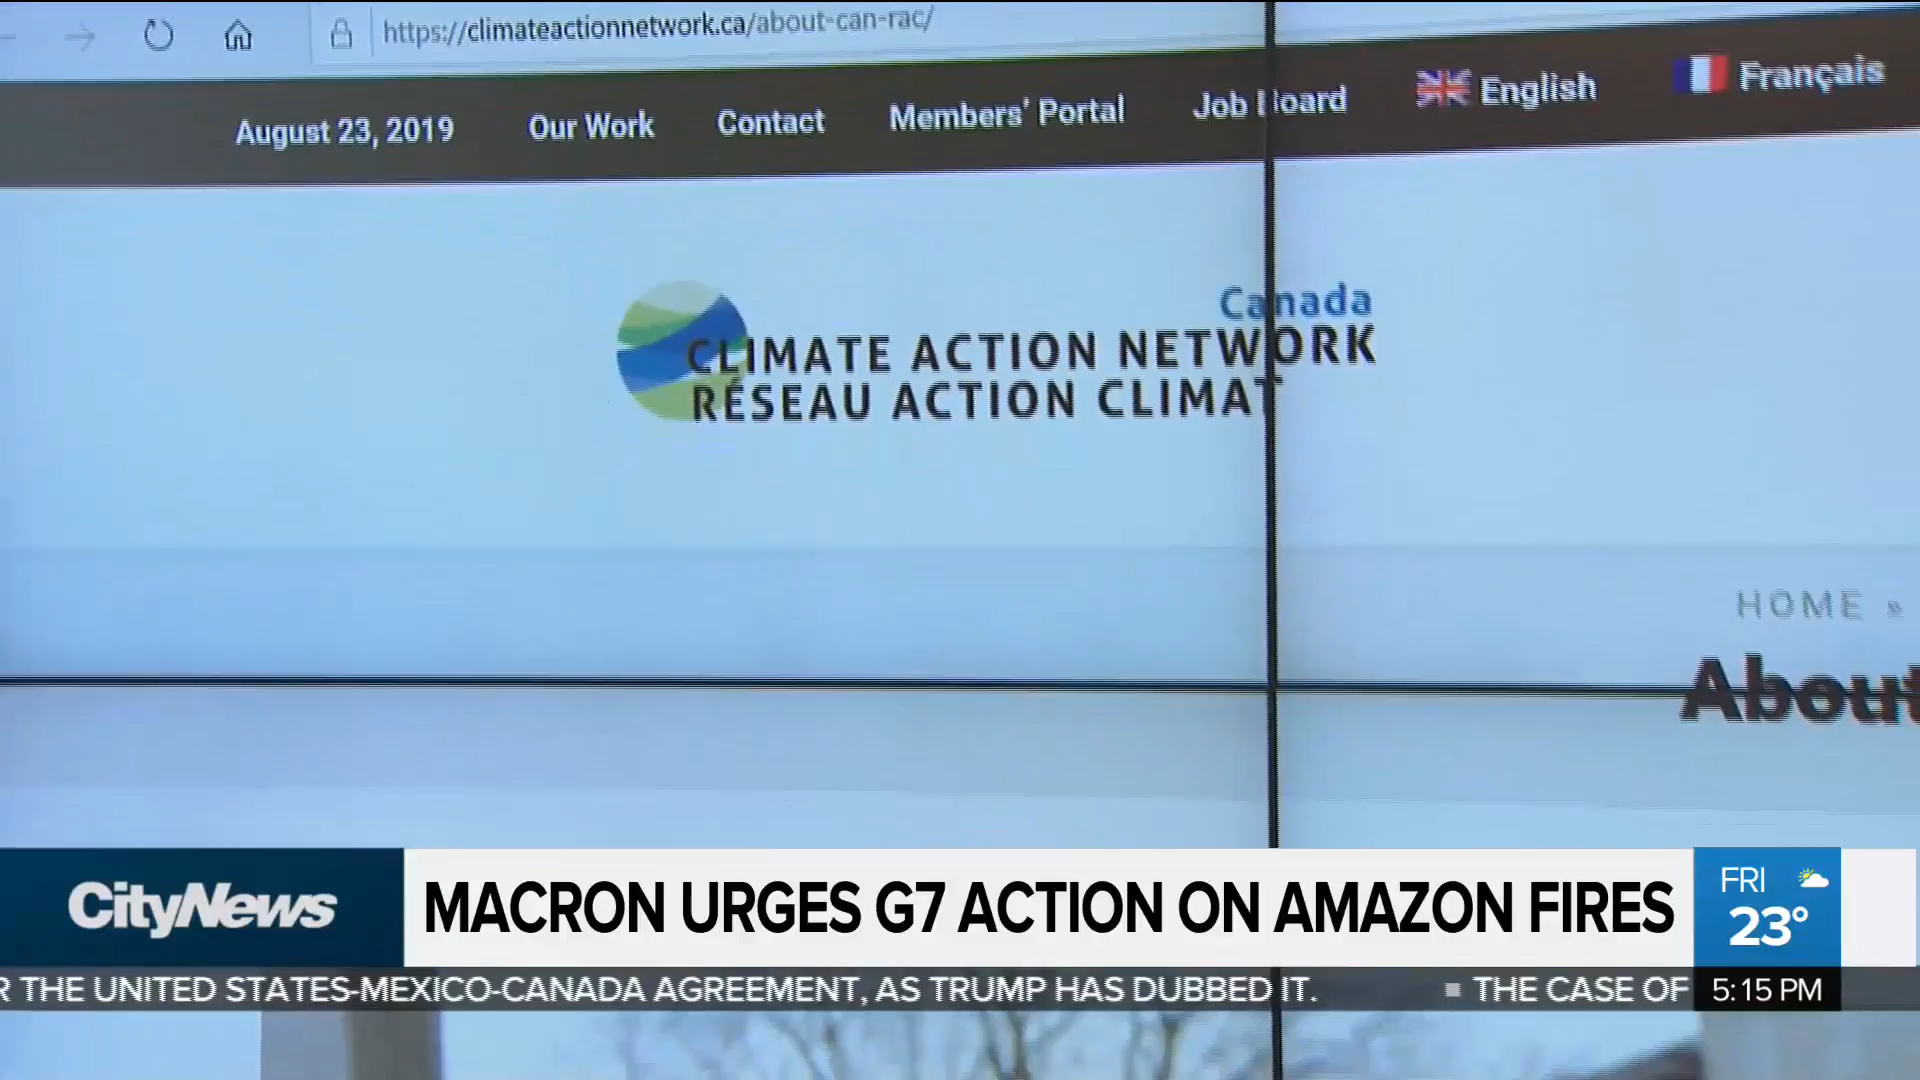 https://climateactionnetwork.ca/about-can-rac/
August 23, 2019 Our Work Contact Members' Portal Job Board English Français
Canada
CLIMATE ACTION NETWORK
RÉSEAU ACTION CLIMAT
HOME »
About
CityNews MACRON URGES G7 ACTION ON AMAZON FIRES FRI 23°
R THE UNITED STATES-MEXICO-CANADA AGREEMENT, AS TRUMP HAS DUBBED IT. ■ THE CASE OF 5:15 PM